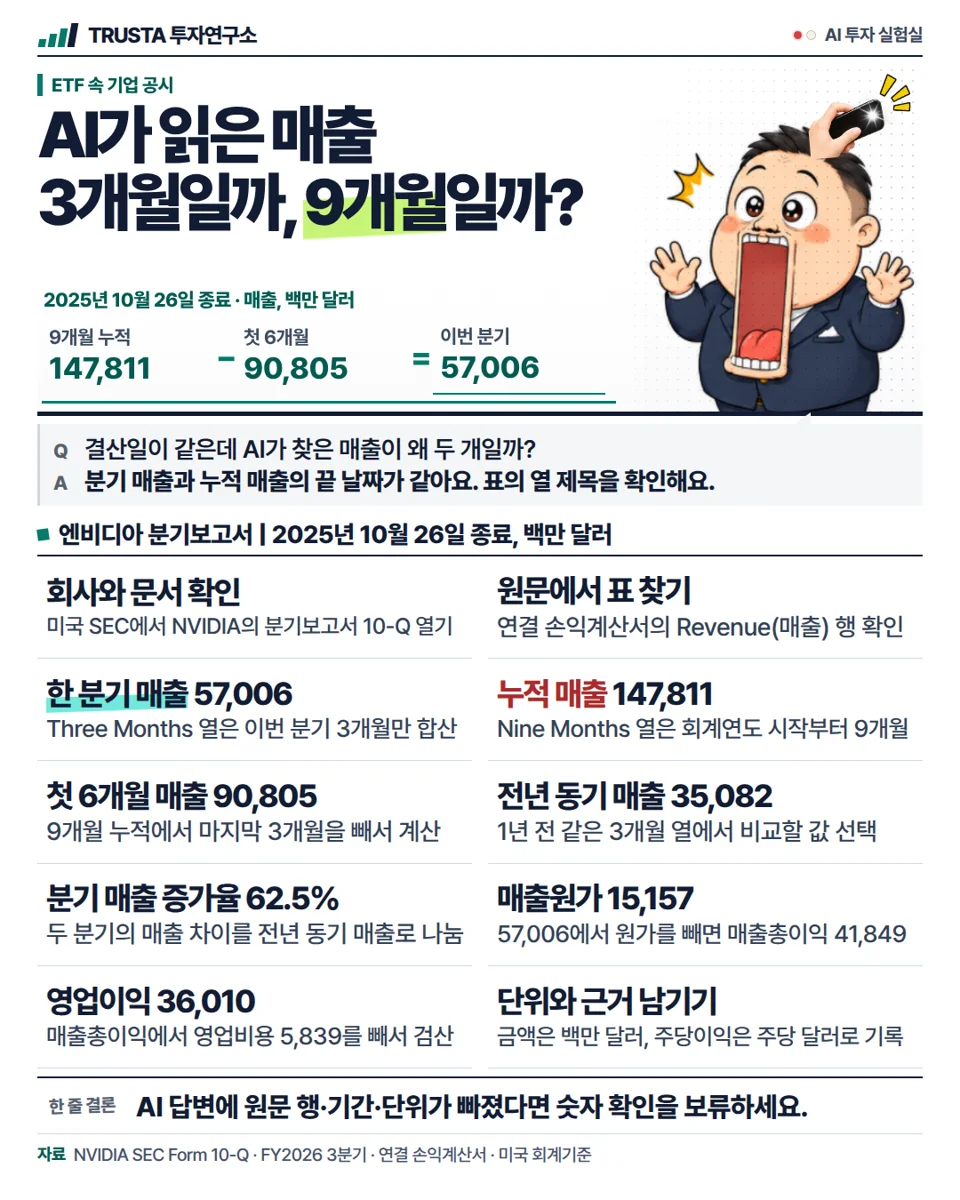 TRUSTA 투자연구소
AI 투자 실험실
ETF 속 기업 공시
AI가 읽은 매출
3개월일까, 9개월일까?
2025년 10월 26일 종료 · 매출, 백만 달러
9개월 누적 첫 6개월 이번 분기
147,811 − 90,805 = 57,006
Q 결산일이 같은데 AI가 찾은 매출이 왜 두 개일까?
A 분기 매출과 누적 매출의 끝 날짜가 같아요. 표의 열 제목을 확인해요.
엔비디아 분기보고서 | 2025년 10월 26일 종료, 백만 달러
회사와 문서 확인
미국 SEC에서 NVIDIA의 분기보고서 10-Q 열기
원문에서 표 찾기
연결 손익계산서의 Revenue(매출) 행 확인
한 분기 매출 57,006
Three Months 열은 이번 분기 3개월만 합산
누적 매출 147,811
Nine Months 열은 회계연도 시작부터 9개월
첫 6개월 매출 90,805
9개월 누적에서 마지막 3개월을 빼서 계산
전년 동기 매출 35,082
1년 전 같은 3개월 열에서 비교할 값 선택
분기 매출 증가율 62.5%
두 분기의 매출 차이를 전년 동기 매출로 나눔
매출원가 15,157
57,006에서 원가를 빼면 매출총이익 41,849
영업이익 36,010
매출총이익에서 영업비용 5,839를 빼서 검산
단위와 근거 남기기
금액은 백만 달러, 주당이익은 주당 달러로 기록
한 줄 결론 AI 답변에 원문 행·기간·단위가 빠졌다면 숫자 확인을 보류하세요.
자료 NVIDIA SEC Form 10-Q · FY2026 3분기 · 연결 손익계산서 · 미국 회계기준